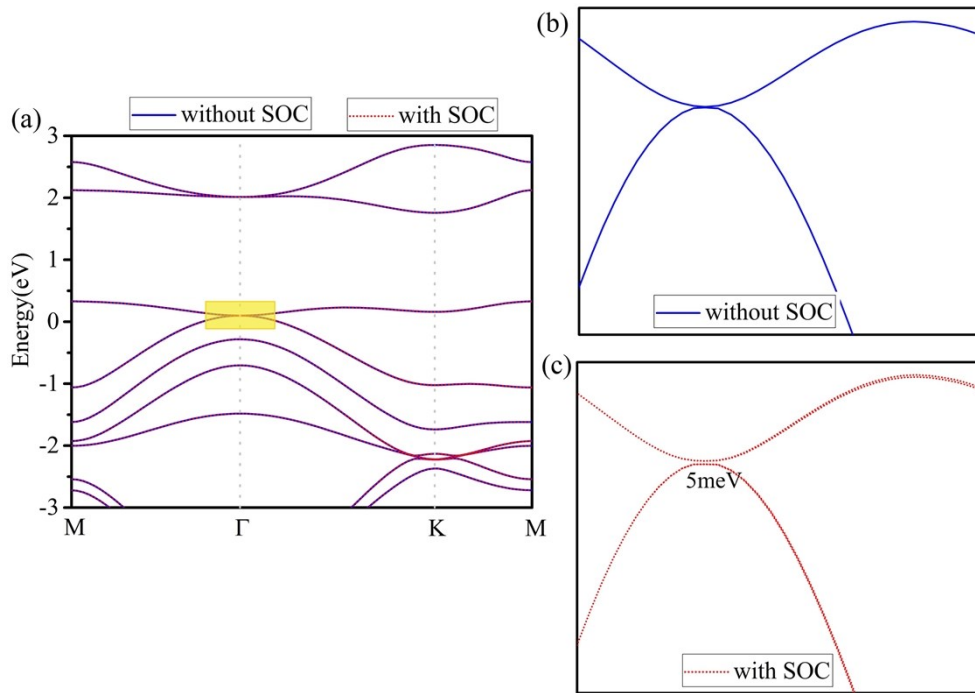 (a)
without SOC
with SOC
Energy(eV)
3
2
1
0
-1
-2
-3
M
Γ
K
M
(b)
without SOC
(c)
5meV
with SOC